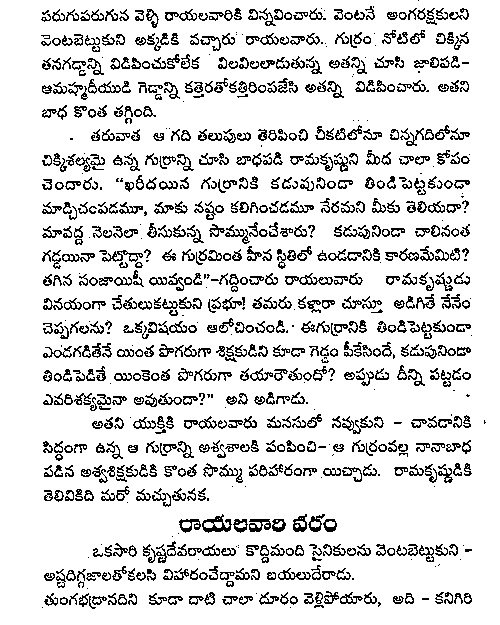 పరుగుపరుగున వెళ్ళి రాయలవారికి విన్నవించారు. వెంటనే అంగరక్షకులని
వెంటబెట్టుకుని అక్కడికి వచ్చారు రాయలవారు. గుర్రం నోటిలో చిక్కిన
తనగడ్డాన్ని విడిపించుకోలేక విలవిలలాడుతున్న అతన్ని చూసి జాలిపడి-
ఆమహ్మదీయుడి గెడ్డాన్ని కత్తెరతోకత్తిరింపజేసి అతన్ని విడిపించారు. అతని
బాధ కొంత తగ్గింది.
తరువాత ఆ గది తలుపులు తెరిపించి చీకటిలోనూ చిన్నగదిలోనూ
చిక్కిశల్యమై ఉన్న గుర్రాన్ని చూసి బాధపడి రామకృష్ణుని మీద చాలా కోపం
చెందారు. “ఖరీదయిన గుర్రానికి కడుపునిండా తిండిపెట్టకుండా
మాడ్చిచంపడమూ, మాకు నష్టం కలిగించడమూ నేరమని మీకు తెలియదా?
మావద్ద నెలనెలా తీసుకున్న సొమ్మునేంచేశారు? కడుపునిండా చాలినంత
గడ్డయినా పెట్టొద్దా? ఈ గుర్రమింత హీన స్థితిలో ఉండడానికి కారణమేమిటి?
తగిన సంజాయిషీ యివ్వండి”-గద్దించారు రాయలువారు రామకృష్ణుడు
వినయంగా చేతులుకట్టుకుని ప్రభూ! తమరు కళ్లారా చూస్తూ అడిగితే నేనేం
చెప్పగలను? ఒక్కవిషయం ఆలోచించండి. ఈగుర్రానికి తిండిపెట్టకుండా
ఎండగడితేనే యింత పొగరుగా శిక్షకుడిని కూడా గెడ్డం పీకేసిందే, కడుపునిండా
తిండిపెడితే యింకెంత పొగరుగా తయారౌతుందో? అప్పుడు దీన్ని పట్టడం
ఎవరిశక్యమైనా అవుతుందా?” అని అడిగాడు.
అతని యుక్తికి రాయలవారు మనసులో నవ్వుకుని - చావడానికి
సిద్ధంగా ఉన్న ఆ గుర్రాన్ని అశ్వశాలకి పంపించి- ఆ గుర్రంవల్ల నానాబాధ
పడిన అశ్వశిక్షకుడికి కొంత సొమ్ము పరిహారంగా యిచ్చాడు. రామకృష్ణుడికి
తెలివికిది మరో మచ్చుతునక.
రాయలవారి వరం
ఒకసారి కృష్ణదేవరాయలు కొద్దిమంది సైనికులను వెంటబెట్టుకుని -
అష్టదిగ్గజాలతోకలసి విహారంచేద్దామని బయలుదేరాడు.
తుంగభద్రానదిని కూడా దాటి చాలా దూరం వెళ్లిపోయారు, అది - కనిగిరి